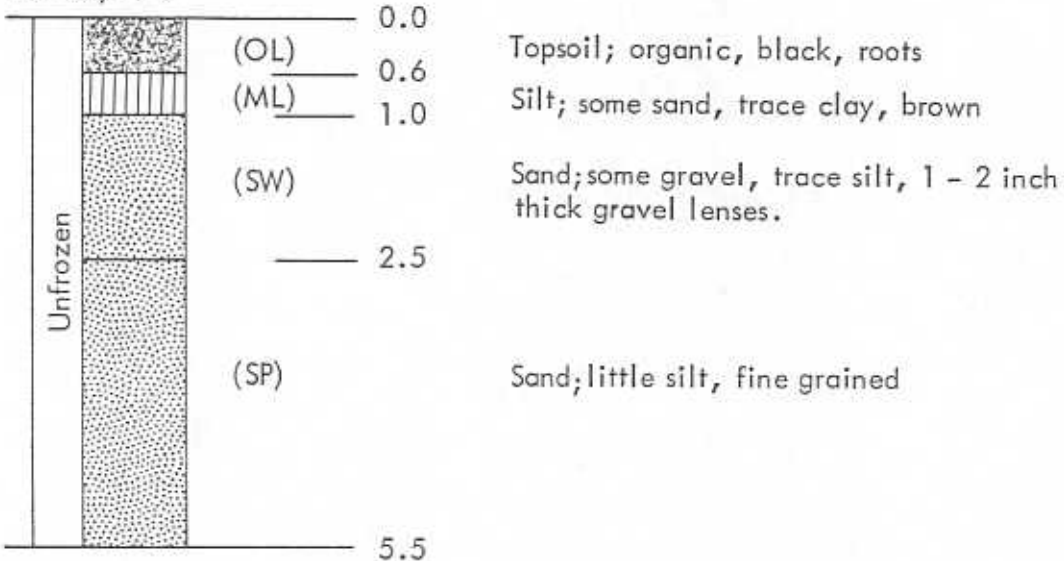 0.0
(OL) Topsoil; organic, black, roots
0.6
(ML) Silt; some sand, trace clay, brown
1.0
(SW) Sand; some gravel, trace silt, 1 - 2 inch
thick gravel lenses.
2.5
Unfrozen
(SP) Sand; little silt, fine grained
5.5